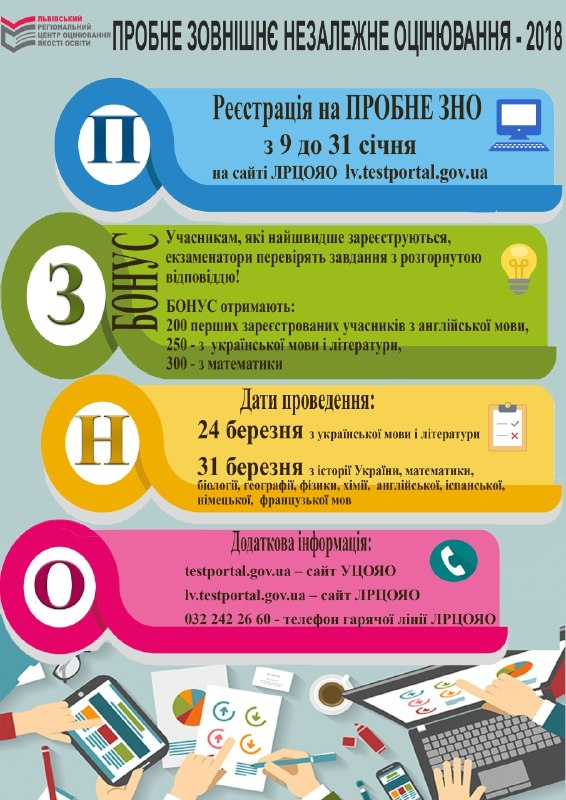 ЛЬВІВСЬКИЙ
РЕГІОНАЛЬНИЙ
ЦЕНТР ОЦІНЮВАННЯ
ЯКОСТІ ОСВІТИ
ПРОБНЕ ЗОВНІШНЄ НЕЗАЛЕЖНЕ ОЦІНЮВАННЯ - 2018
П
Реєстрація на ПРОБНЕ ЗНО
з 9 до 31 січня
на сайті ЛРЦОЯО lv.testportal.gov.ua
З
БОНУС
Учасникам, які найшвидше зареєструються,
екзаменатори перевірять завдання з розгорнутою
відповіддю!
БОНУС отримають:
200 перших зареєстрованих учасників з англійської мови,
250 - з української мови і літератури,
300 - з математики
Н
Дати проведення:
24 березня з української мови і літератури
31 березня з історії України, математики,
біології, географії, фізики, хімії, англійської, іспанської,
німецької, французької мов
О
Додаткова інформація:
testportal.gov.ua – сайт УЦОЯО
lv.testportal.gov.ua – сайт ЛРЦОЯО
032 242 26 60 - телефон гарячої лінії ЛРЦОЯО